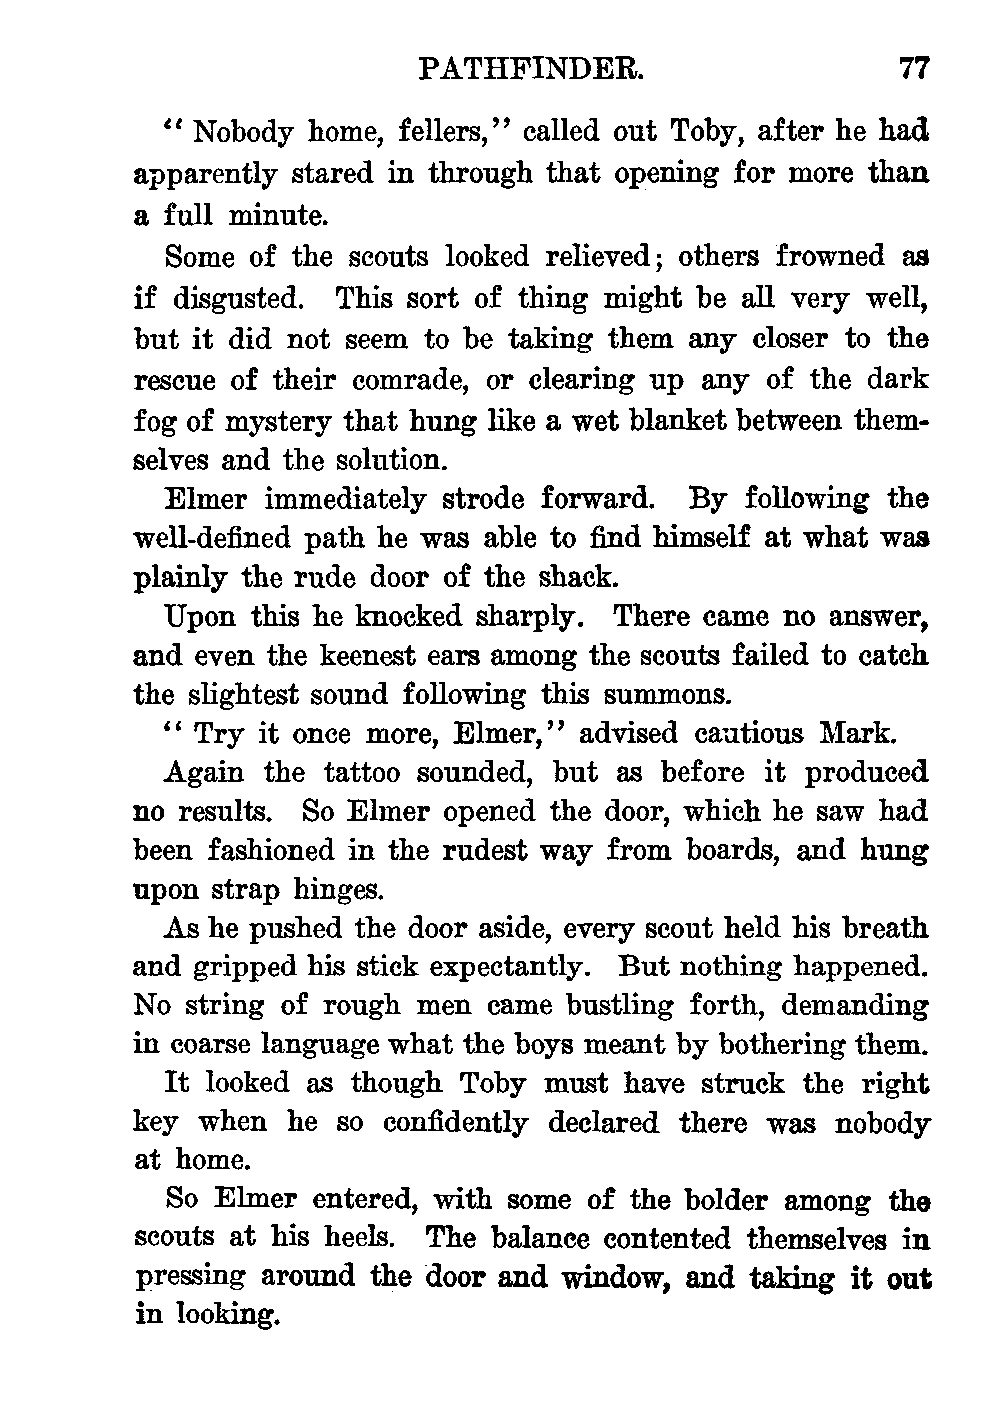 PATHFINDER. 77
“ Nobody home, fellers,” called out Toby, after he had
apparently stared in through that opening for more than
a full minute.
Some of the scouts looked relieved; others frowned as
if disgusted. This sort of thing might be all very well,
but it did not seem to be taking them any closer to the
rescue of their comrade, or clearing up any of the dark
fog of mystery that hung like a wet blanket between them-
selves and the solution.
Elmer immediately strode forward. By following the
well-defined path he was able to find himself at what was
plainly the rude door of the shack.
Upon this he knocked sharply. There came no answer,
and even the keenest ears among the scouts failed to catch
the slightest sound following this summons.
“ Try it once more, Elmer,” advised cautious Mark.
Again the tattoo sounded, but as before it produced
no results. So Elmer opened the door, which he saw had
been fashioned in the rudest way from boards, and hung
upon strap hinges.
As he pushed the door aside, every scout held his breath
and gripped his stick expectantly. But nothing happened.
No string of rough men came bustling forth, demanding
in coarse language what the boys meant by bothering them.
It looked as though Toby must have struck the right
key when he so confidently declared there was nobody
at home.
So Elmer entered, with some of the bolder among the
scouts at his heels. The balance contented themselves in
pressing around the door and window, and taking it out
in looking.